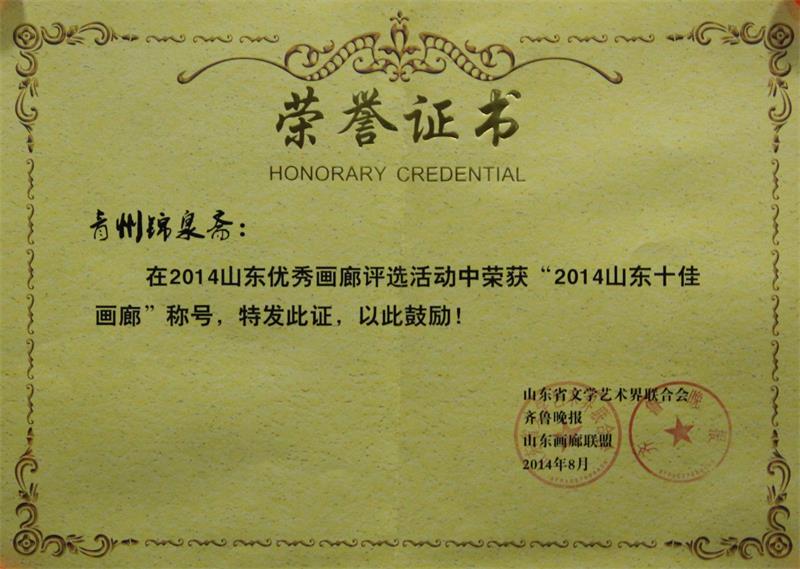 荣誉证书
HONORARY CREDENTIAL
青州锦泉斋：
在2014山东优秀画廊评选活动中荣获“2014山东十佳
画廊”称号，特发此证，以此鼓励！
山东省文学艺术界联合会
齐鲁晚报
山东画廊联盟
2014年8月
齐鲁晚报